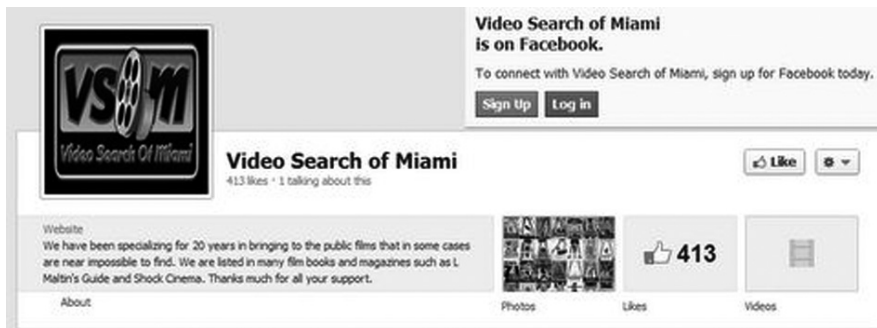 Video Search of Miami
is on Facebook.
To connect with Video Search of Miami, sign up for Facebook today.
Sign Up Log in
VSOM
Video Search Of Miami
Video Search of Miami
413 likes · 1 talking about this
Like
Website
We have been specializing for 20 years in bringing to the public films that in some cases
are near impossible to find. We are listed in many film books and magazines such as L
Maltin's Guide and Shock Cinema. Thanks much for all your support.
About
413
Photos Likes Videos